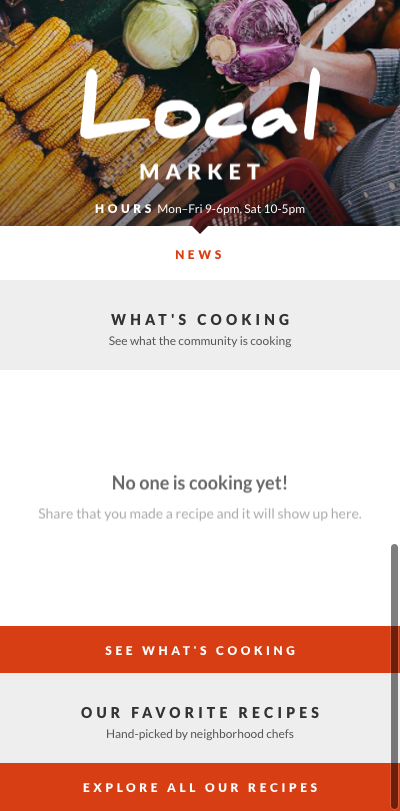 Local
MARKET
HOURS Mon–Fri 9-6pm, Sat 10-5pm
NEWS
WHAT'S COOKING
See what the community is cooking
No one is cooking yet!
Share that you made a recipe and it will show up here.
SEE WHAT'S COOKING
OUR FAVORITE RECIPES
Hand-picked by neighborhood chefs
EXPLORE ALL OUR RECIPES